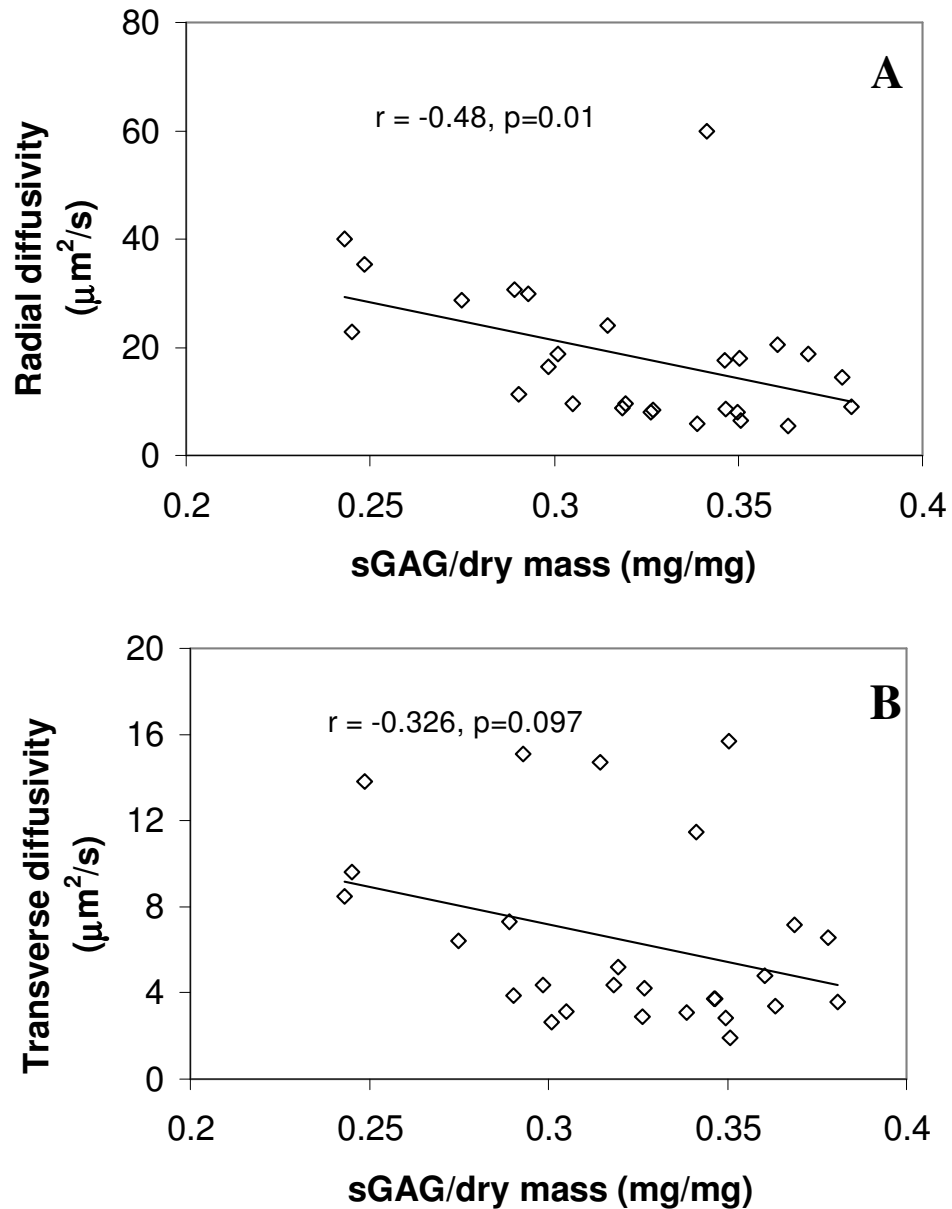 80
A
r = -0.48, p=0.01
60
40
20
0
Radial diffusivity
(μm²/s)
0.2 0.25 0.3 0.35 0.4
sGAG/dry mass (mg/mg)
20
B
r = -0.326, p=0.097
16
12
8
4
0
Transverse diffusivity
(μm²/s)
0.2 0.25 0.3 0.35 0.4
sGAG/dry mass (mg/mg)